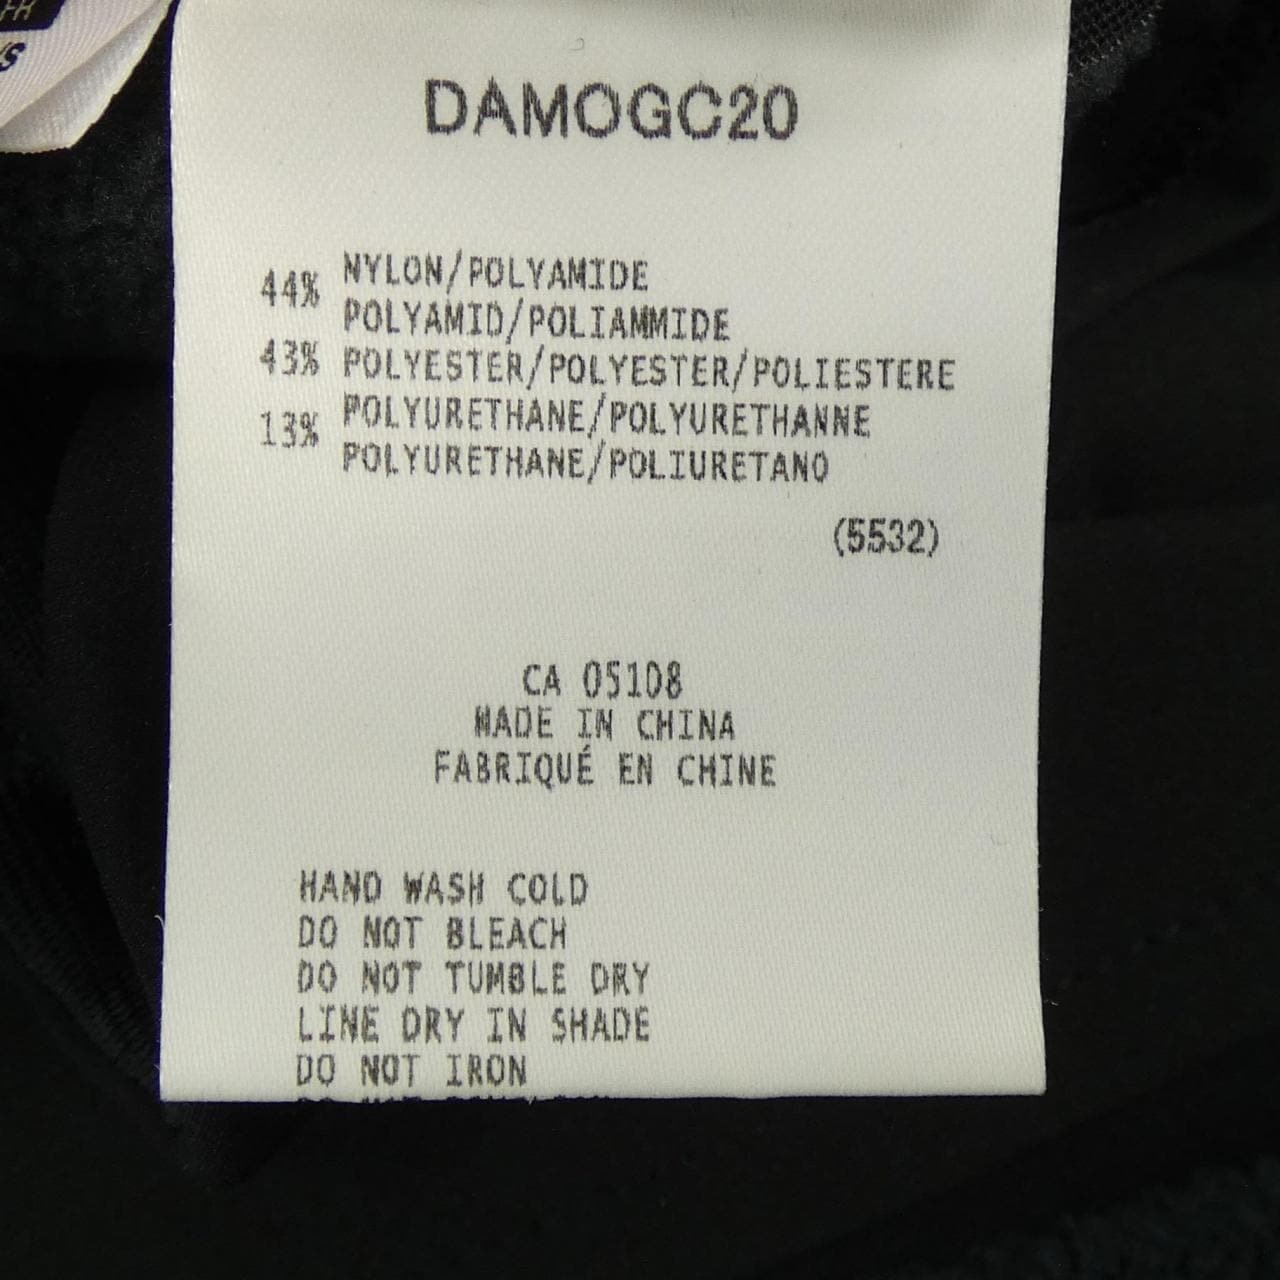 FR
S
DAMOGC20
44% NYLON/POLYAMIDE
POLYAMID/POLIAMMIDE
43% POLYESTER/POLYESTER/POLIESTERE
13% POLYURETHANE/POLYURETHANNE
POLYURETHANE/POLIURETANO
(5532)
CA 05108
MADE IN CHINA
FABRIQUÉ EN CHINE
HAND WASH COLD
DO NOT BLEACH
DO NOT TUMBLE DRY
LINE DRY IN SHADE
DO NOT IRON